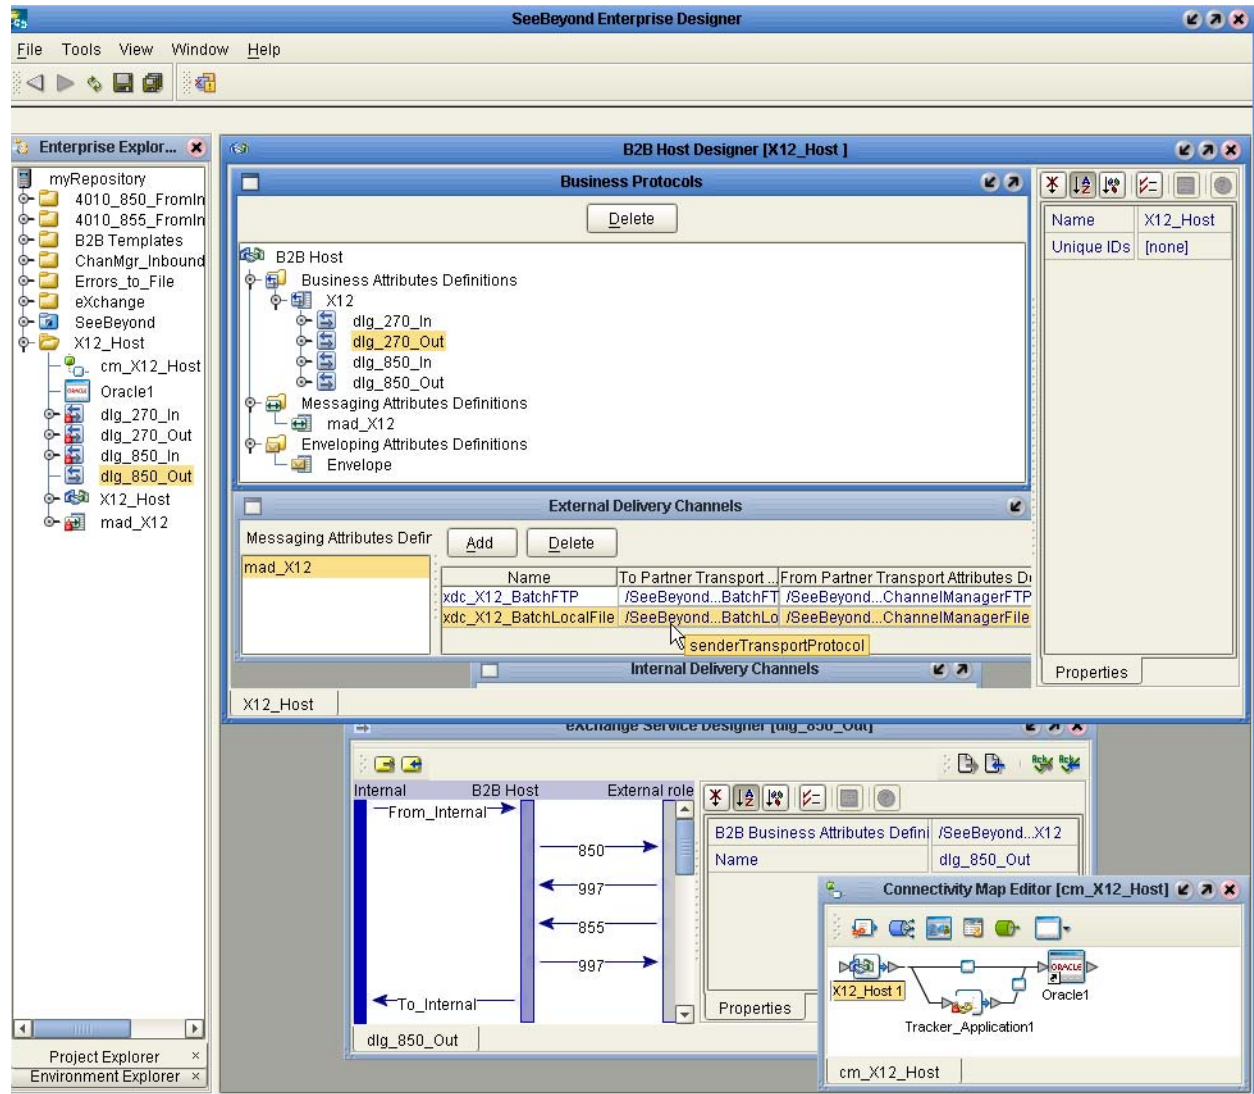 SeeBeyond Enterprise Designer
File Tools View Window Help
Enterprise Explor...
myRepository
4010_850_FromIn
4010_855_FromIn
B2B Templates
ChanMgr_Inbound
Errors_to_File
eXchange
SeeBeyond
X12_Host
cm_X12_Host
Oracle1
dlg_270_In
dlg_270_Out
dlg_850_In
dlg_850_Out
X12_Host
mad_X12
Project Explorer
Environment Explorer
B2B Host Designer [X12_Host ]
Business Protocols
Delete
B2B Host
Business Attributes Definitions
X12
dlg_270_In
dlg_270_Out
dlg_850_In
dlg_850_Out
Messaging Attributes Definitions
mad_X12
Enveloping Attributes Definitions
Envelope
Name X12_Host
Unique IDs [none]
Properties
External Delivery Channels
Messaging Attributes Defir
Add Delete
mad_X12
Name To Partner Transport ... From Partner Transport Attributes D
xdc_X12_BatchFTP /SeeBeyond...BatchFT /SeeBeyond...ChannelManagerFTP
xdc_X12_BatchLocalFile /SeeBeyond...BatchLo /SeeBeyond...ChannelManagerFile
senderTransportProtocol
Internal Delivery Channels
X12_Host
eXchange Service Designer [dlg_850_Out]
Internal B2B Host External role
From_Internal
850
997
855
997
To_Internal
B2B Business Attributes Defini /SeeBeyond...X12
Name dlg_850_Out
Properties
dlg_850_Out
Connectivity Map Editor [cm_X12_Host]
X12_Host 1
ORACLE
Oracle1
Tracker_Application1
cm_X12_Host